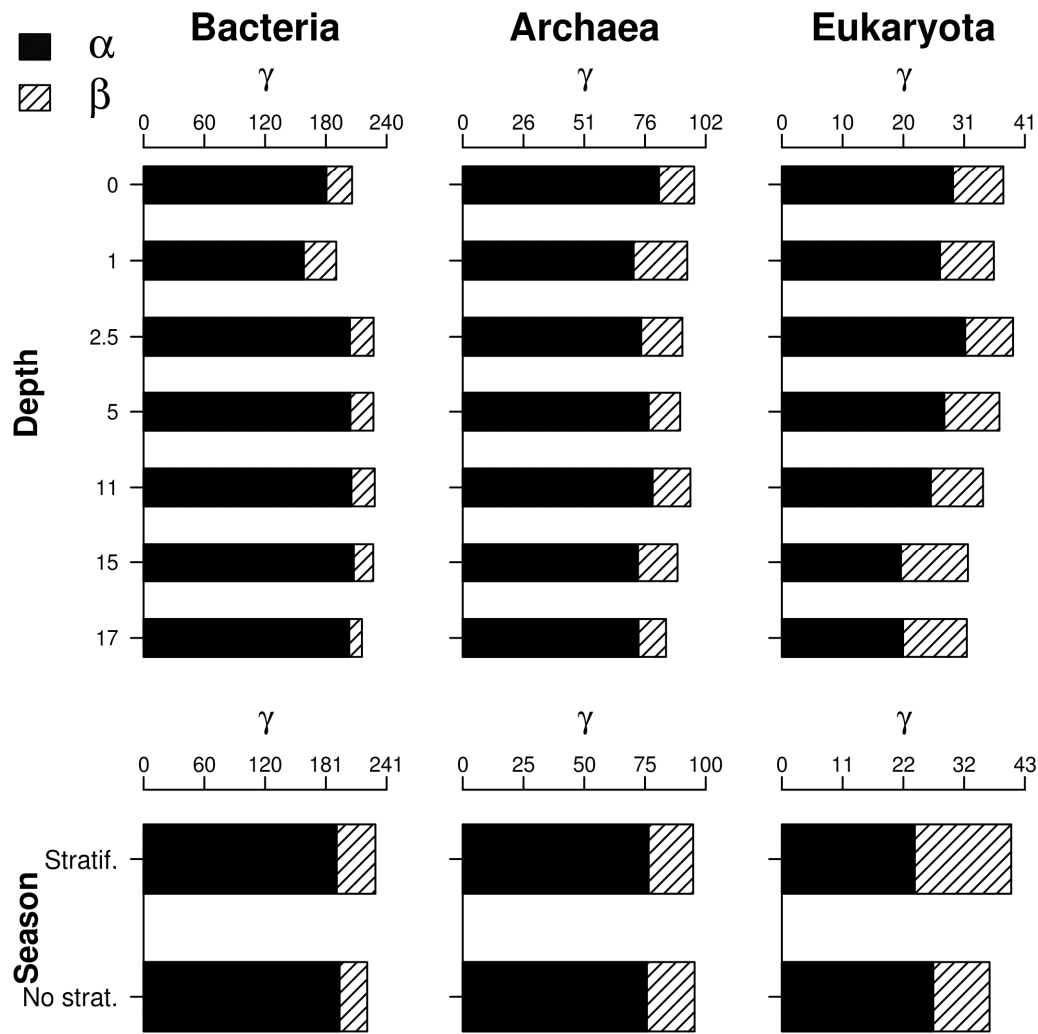 Bacteria Archaea Eukaryota
α
β
γ γ γ
0 60 120 180 240 0 26 51 76 102 0 10 20 31 41
Depth
0
1
2.5
5
11
15
17
γ γ γ
0 60 120 181 241 0 25 50 75 100 0 11 22 32 43
Season
Stratif.
No strat.